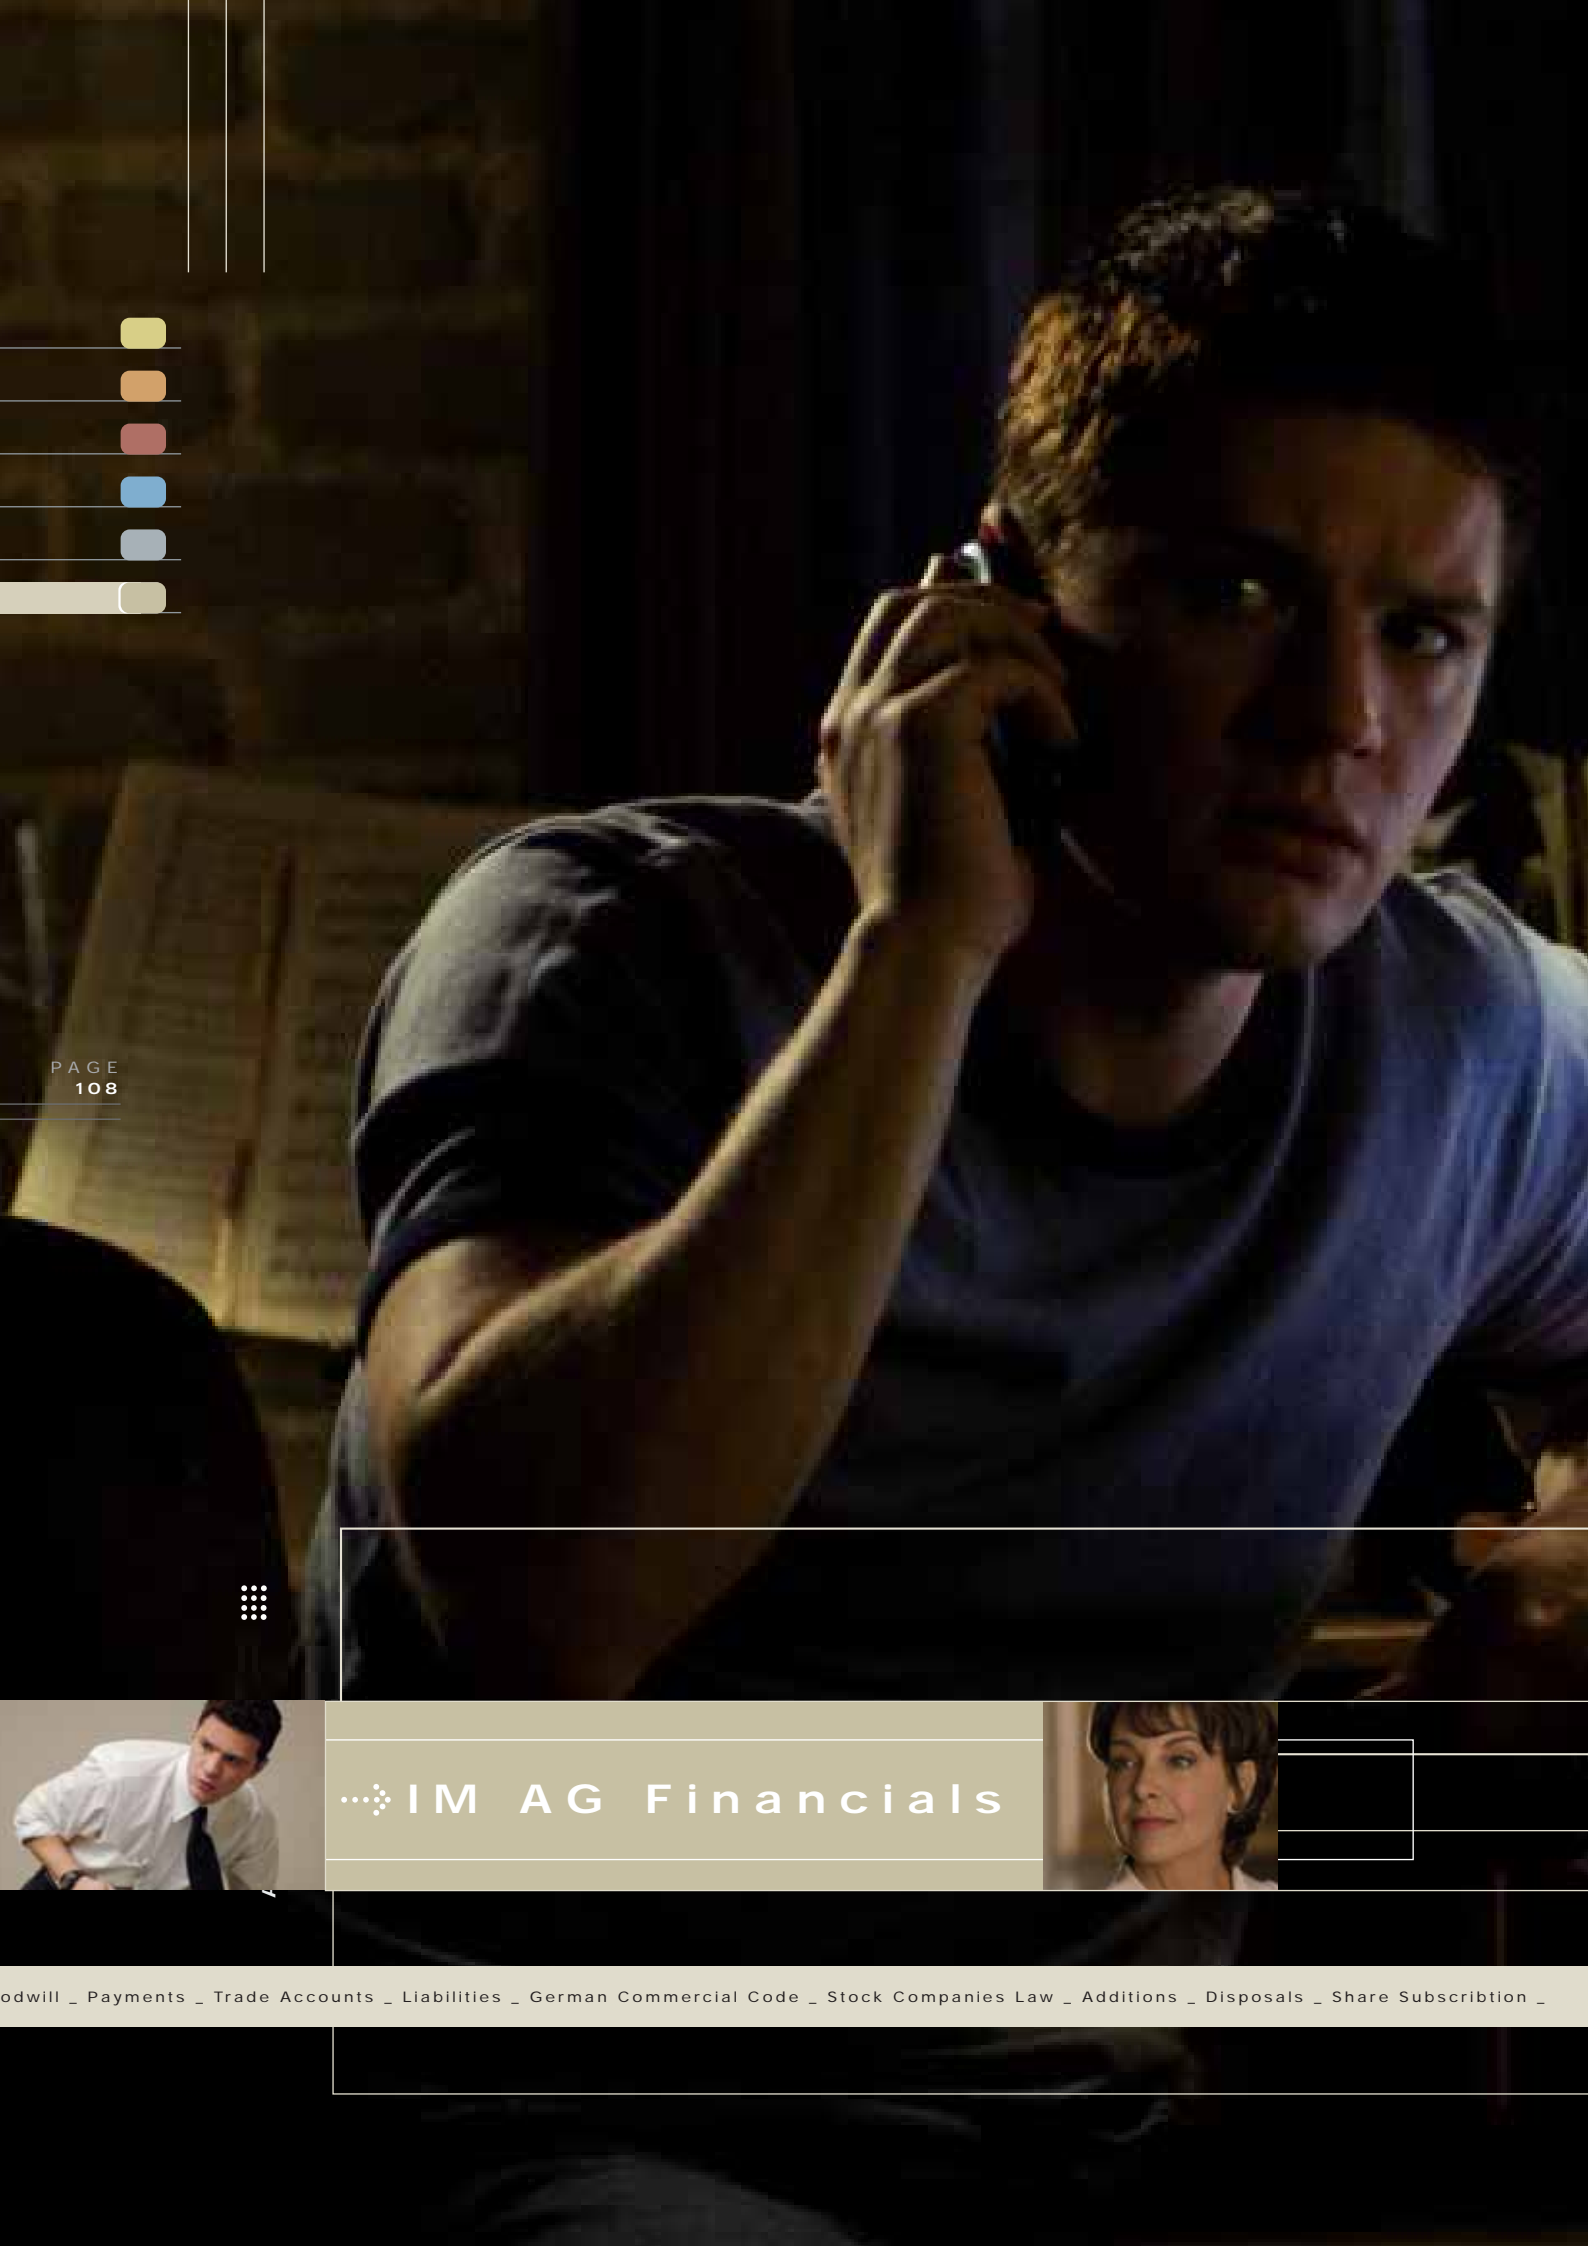 PAGE
108
IM AG Financials
odwill _ Payments _ Trade Accounts _ Liabilities _ German Commercial Code _ Stock Companies Law _ Additions _ Disposals _ Share Subscribtion _